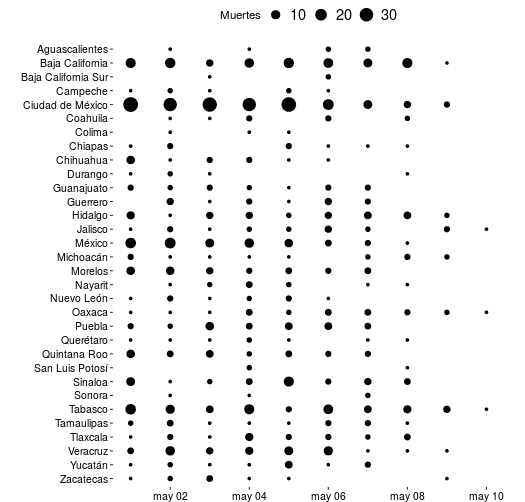 Muertes 10 20 30
Aguascalientes
Baja California
Baja California Sur
Campeche
Ciudad de México
Coahuila
Colima
Chiapas
Chihuahua
Durango
Guanajuato
Guerrero
Hidalgo
Jalisco
México
Michoacán
Morelos
Nayarit
Nuevo León
Oaxaca
Puebla
Querétaro
Quintana Roo
San Luis Potosí
Sinaloa
Sonora
Tabasco
Tamaulipas
Tlaxcala
Veracruz
Yucatán
Zacatecas
may 02 may 04 may 06 may 08 may 10